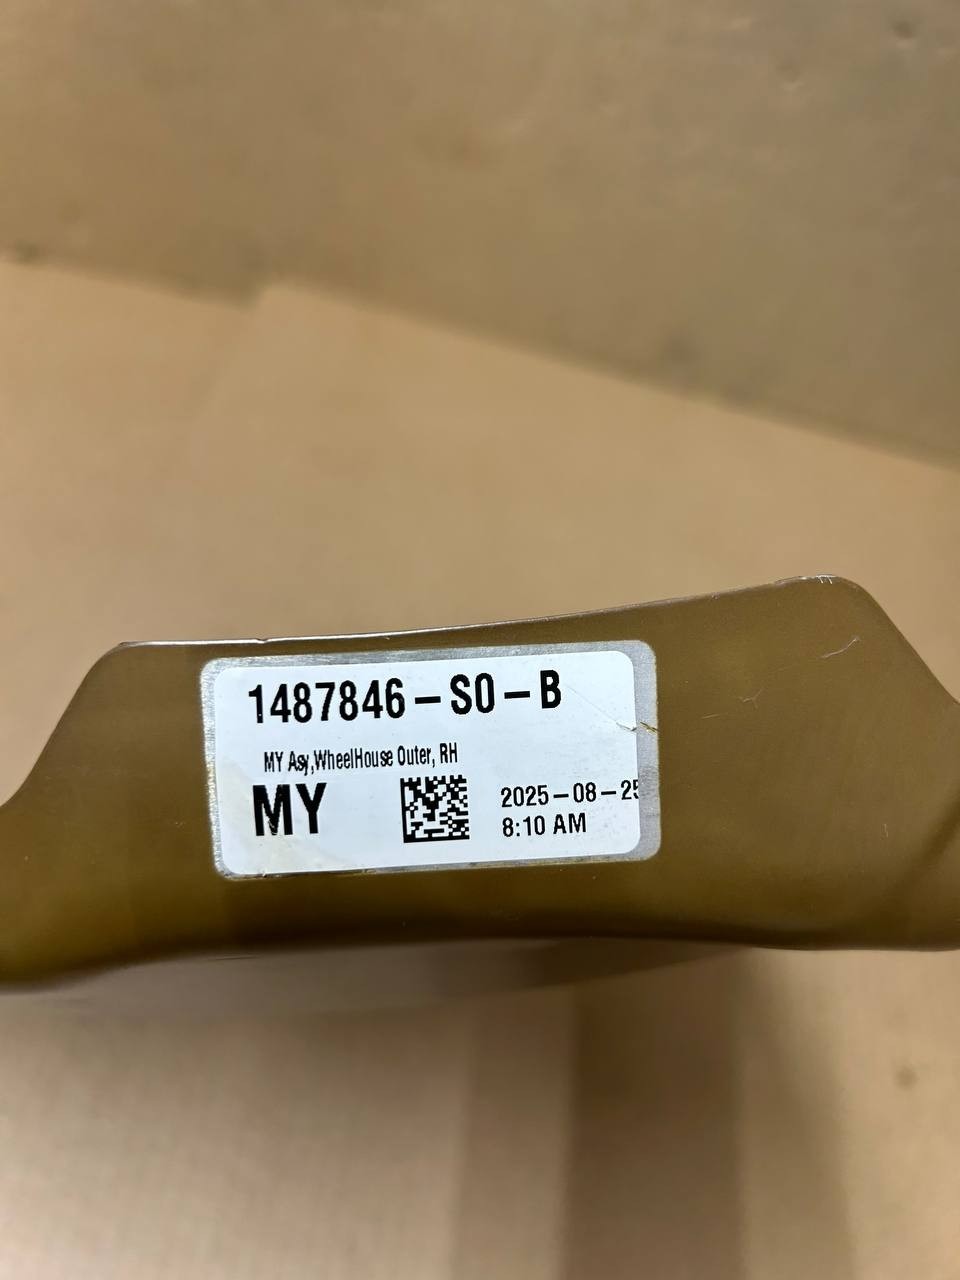 1487846-S0-B
MY Asy,WheelHouse Outer, RH
MY
2025-08-25
8:10 AM